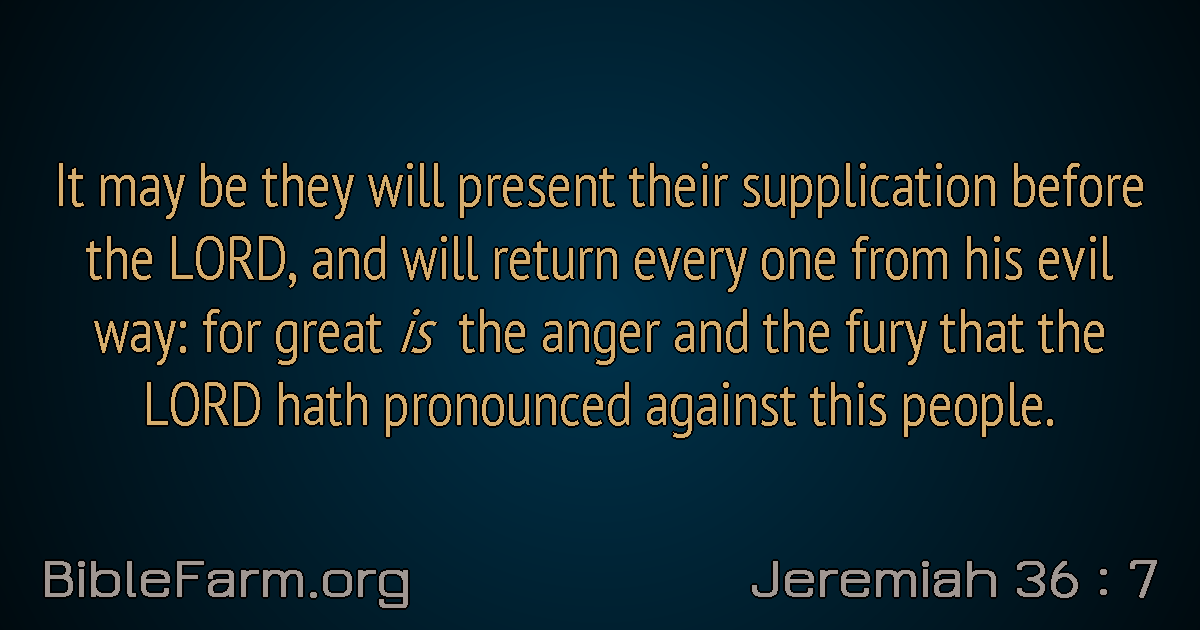 It may be they will present their supplication before
the LORD, and will return every one from his evil
way: for great is the anger and the fury that the
LORD hath pronounced against this people.
BibleFarm.org
Jeremiah 36 : 7